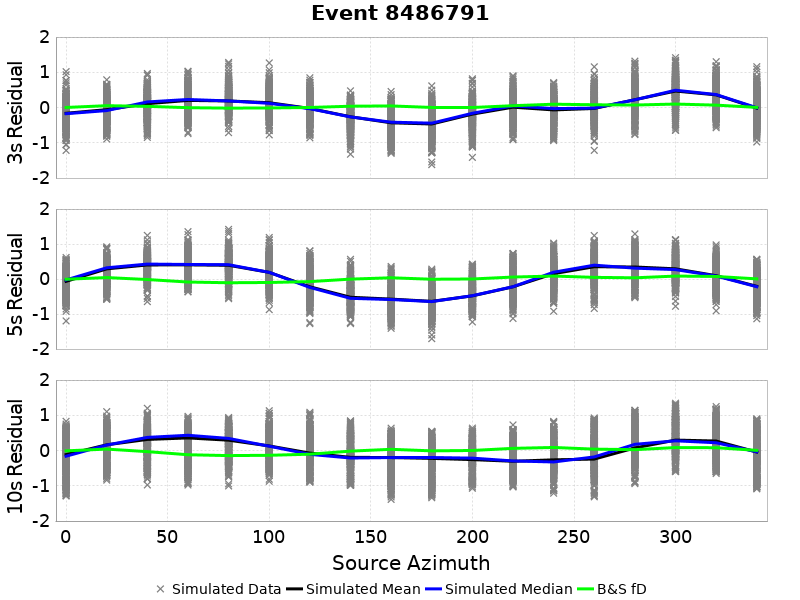 Event 8486791
3s Residual
2
1
0
-1
-2
5s Residual
2
1
0
-1
-2
10s Residual
2
1
0
-1
-2
0 50 100 150 200 250 300
Source Azimuth
Simulated Data Simulated Mean Simulated Median B&S fD